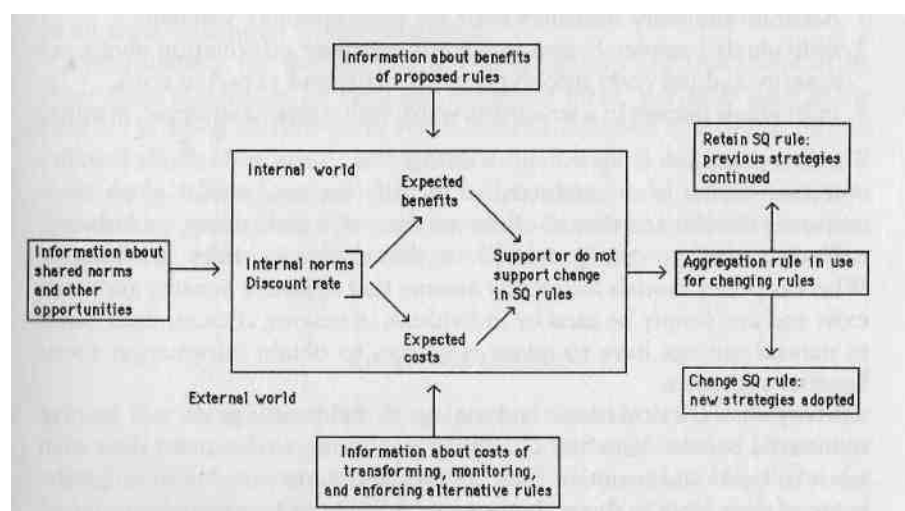 Information about benefits
of proposed rules
Retain SQ rule:
previous strategies
continued
Internal world
Expected
benefits
Information about
shared norms
and other
opportunities
Internal norms
Discount rate
Support or do not
support change
in SQ rules
Aggregation rule in use
for changing rules
Expected
costs
External world
Change SQ rule:
new strategies adopted
Information about costs of
transforming, monitoring,
and enforcing alternative rules